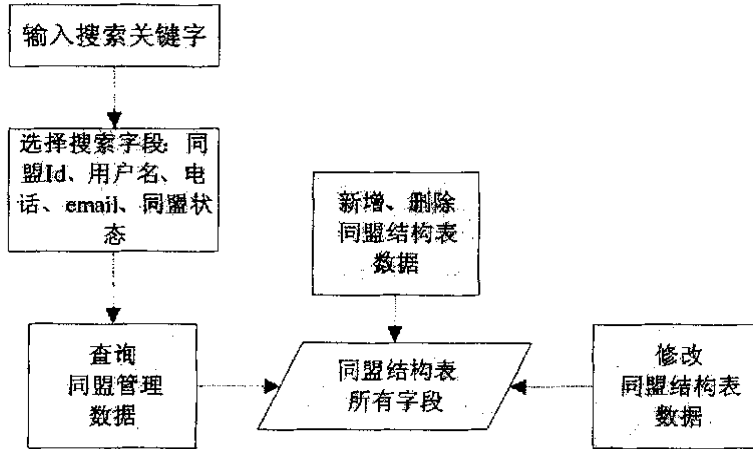 输入搜索关键字
选择搜索字段：同
盟Id、用户名、电
话、email、同盟状
态
新增、删除
同盟结构表
数据
查询
同盟管理
数据
同盟结构表
所有字段
修改
同盟结构表
数据